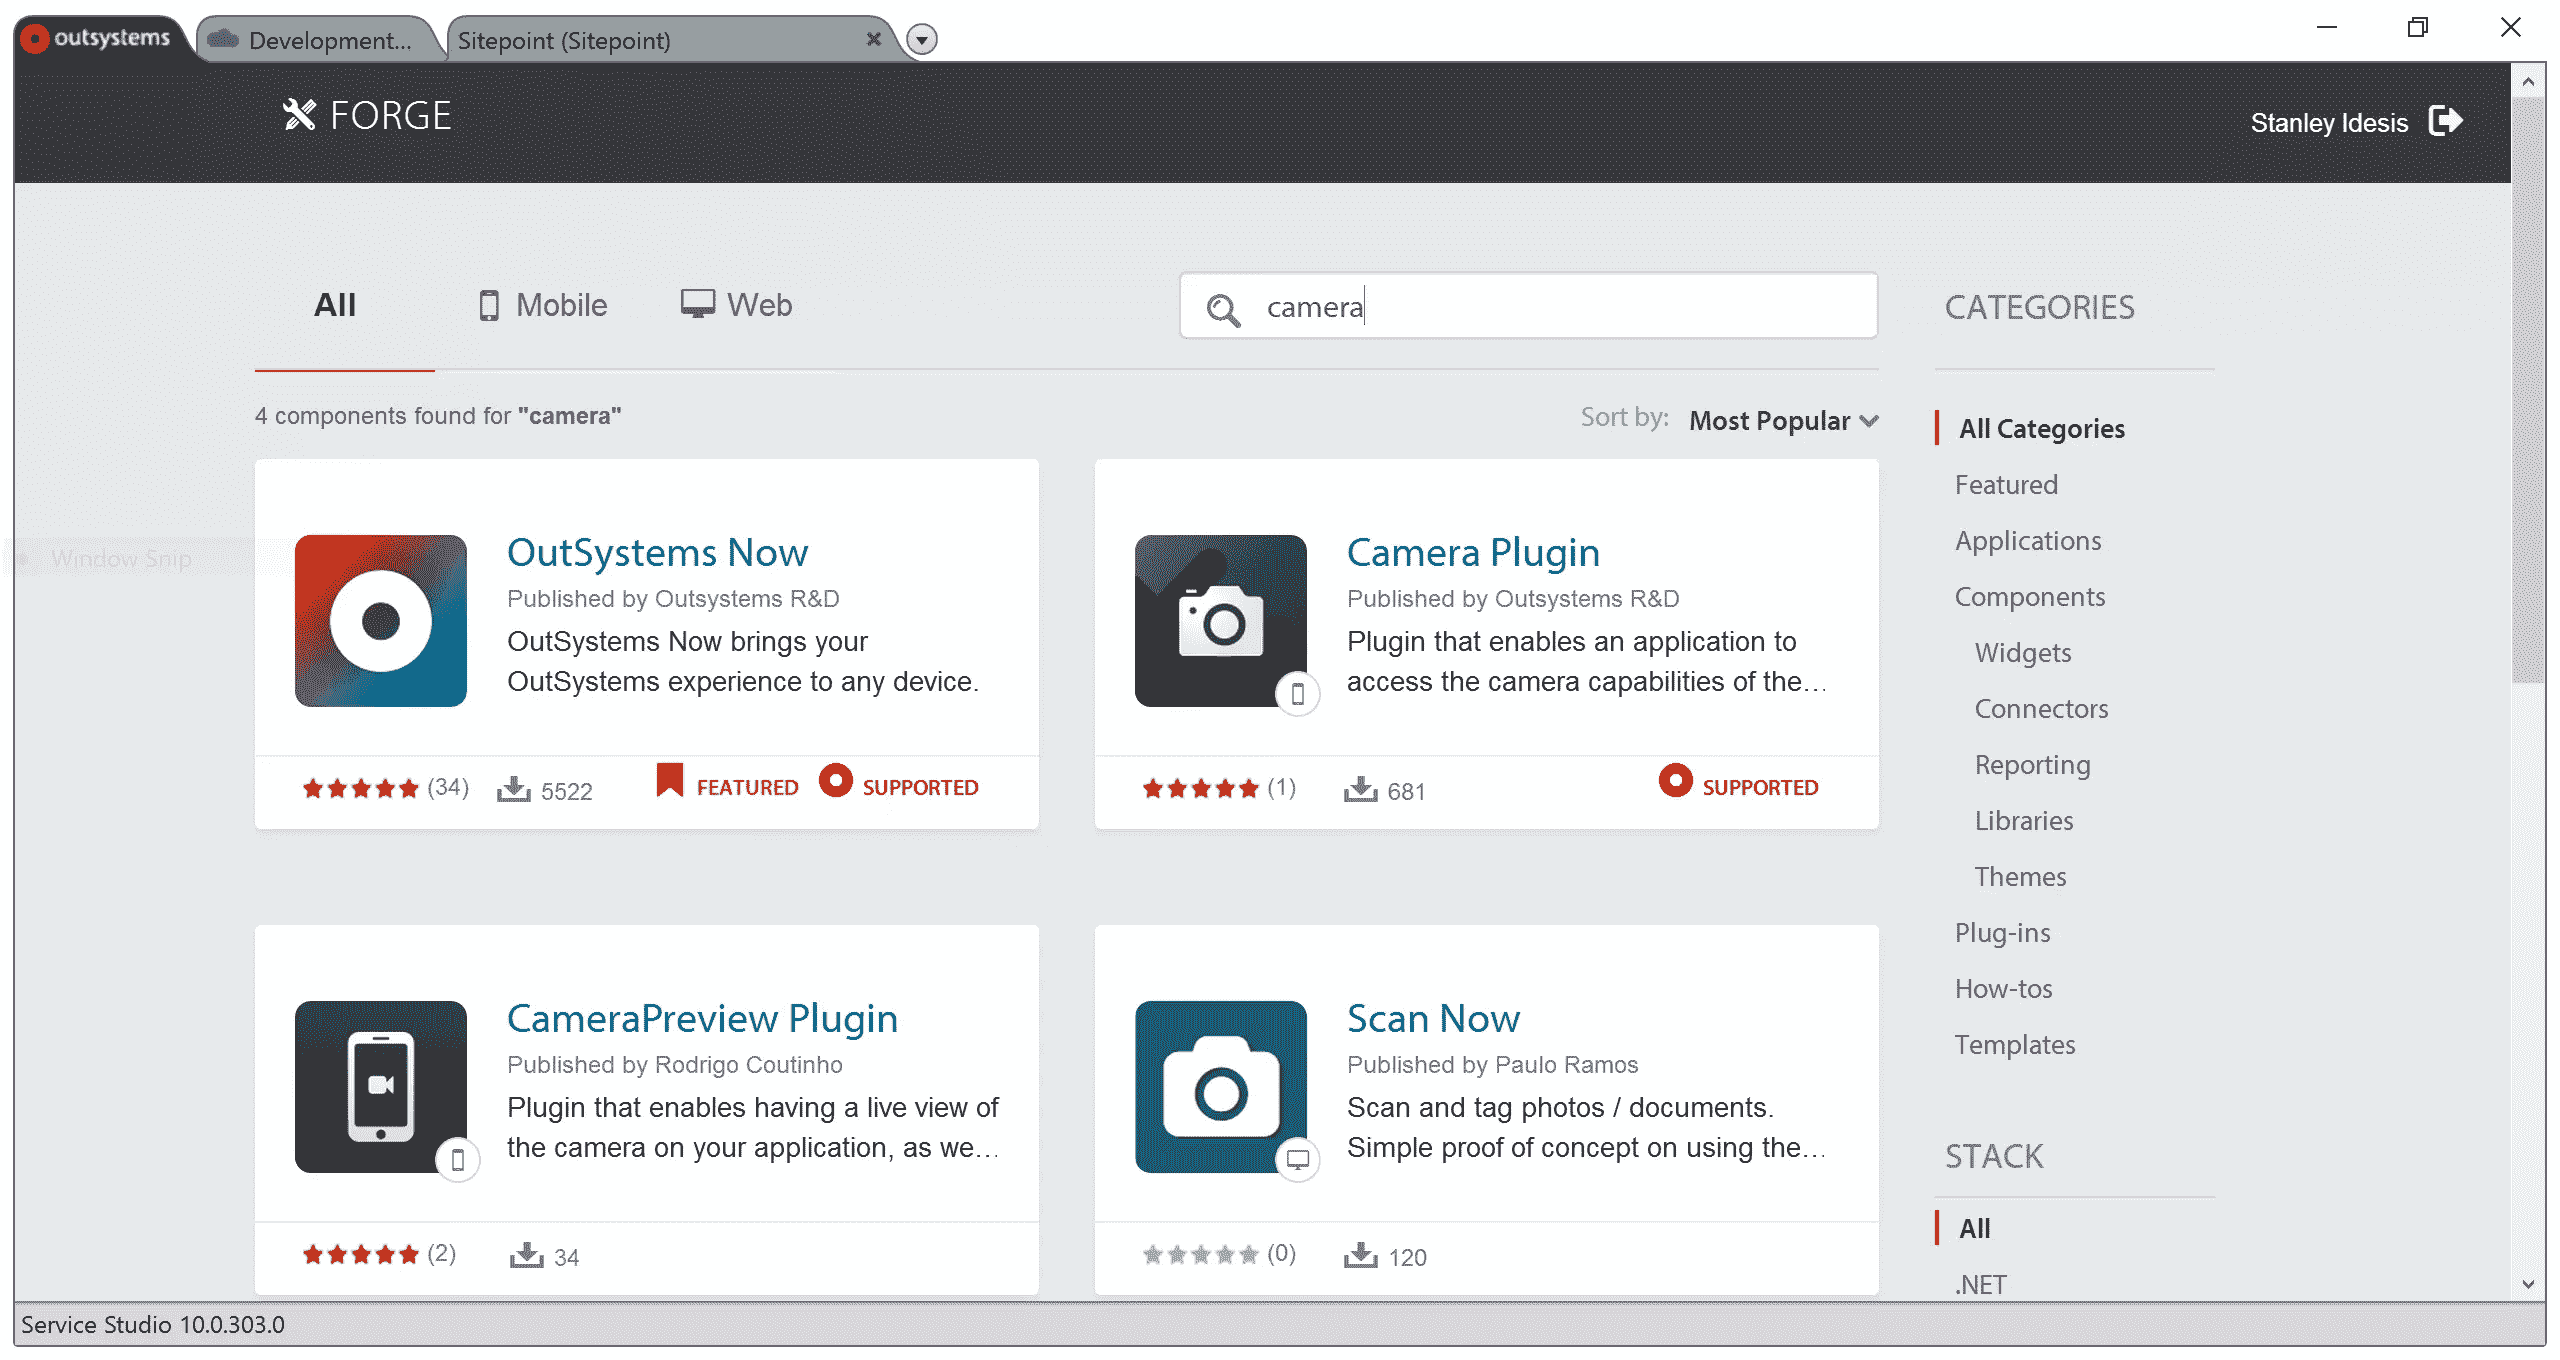 outsystems
Development...
Sitepoint (Sitepoint)
FORGE
Stanley Idesis
All
Mobile
Web
camera
4 components found for "camera"
Sort by: Most Popular
OutSystems Now
Published by Outsystems R&D
OutSystems Now brings your
OutSystems experience to any device.
(34)
5522
FEATURED
SUPPORTED
Camera Plugin
Published by Outsystems R&D
Plugin that enables an application to
access the camera capabilities of the...
(1)
681
SUPPORTED
Window Snip
CameraPreview Plugin
Published by Rodrigo Coutinho
Plugin that enables having a live view of
the camera on your application, as we...
(2)
34
Scan Now
Published by Paulo Ramos
Scan and tag photos / documents.
Simple proof of concept on using the...
(0)
120
CATEGORIES
All Categories
Featured
Applications
Components
Widgets
Connectors
Reporting
Libraries
Themes
Plug-ins
How-tos
Templates
STACK
All
.NET
Service Studio 10.0.303.0